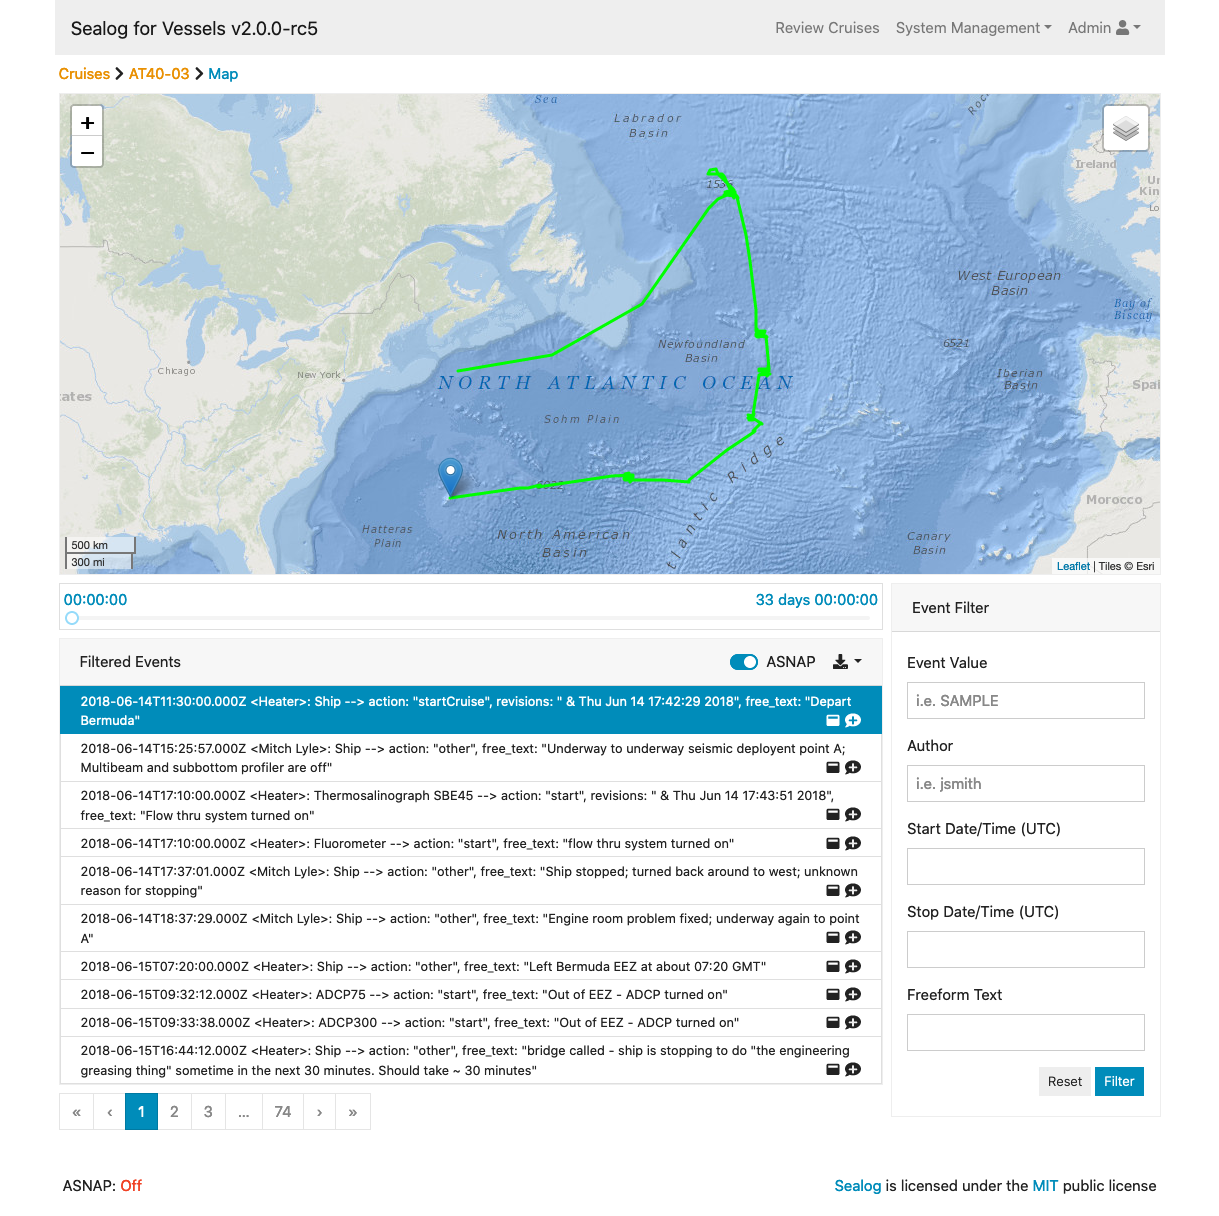 Sealog for Vessels v2.0.0-rc5
Review Cruises System Management Admin
Cruises AT40-03 Map
+
−
Sea
Labrador
Basin
Ireland
1536
West European
Basin
Bay of
Biscay
Newfoundland
Basin
6521
Chicago
New York
Iberian
Basin
NORTH ATLANTIC OCEAN
Spai
ates
Sohm Plain
6022
Hatteras
Plain
North American
Basin
tlantic Ridge
Morocco
Canary
Basin
500 km
300 mi
Leaflet | Tiles © Esri
00:00:00
33 days 00:00:00
Filtered Events
ASNAP
2018-06-14T11:30:00.000Z <Heater>: Ship --> action: "startCruise", revisions: " & Thu Jun 14 17:42:29 2018", free_text: "Depart
Bermuda"
2018-06-14T15:25:57.000Z <Mitch Lyle>: Ship --> action: "other", free_text: "Underway to underway seismic deployent point A;
Multibeam and subbottom profiler are off"
2018-06-14T17:10:00.000Z <Heater>: Thermosalinograph SBE45 --> action: "start", revisions: " & Thu Jun 14 17:43:51 2018",
free_text: "Flow thru system turned on"
2018-06-14T17:10:00.000Z <Heater>: Fluorometer --> action: "start", free_text: "flow thru system turned on"
2018-06-14T17:37:01.000Z <Mitch Lyle>: Ship --> action: "other", free_text: "Ship stopped; turned back around to west; unknown
reason for stopping"
2018-06-14T18:37:29.000Z <Mitch Lyle>: Ship --> action: "other", free_text: "Engine room problem fixed; underway again to point
A"
2018-06-15T07:20:00.000Z <Heater>: Ship --> action: "other", free_text: "Left Bermuda EEZ at about 07:20 GMT"
2018-06-15T09:32:12.000Z <Heater>: ADCP75 --> action: "start", free_text: "Out of EEZ - ADCP turned on"
2018-06-15T09:33:38.000Z <Heater>: ADCP300 --> action: "start", free_text: "Out of EEZ - ADCP turned on"
2018-06-15T16:44:12.000Z <Heater>: Ship --> action: "other", free_text: "bridge called - ship is stopping to do "the engineering
greasing thing" sometime in the next 30 minutes. Should take ~ 30 minutes"
« ‹ 1 2 3 ... 74 › »
Event Filter
Event Value
i.e. SAMPLE
Author
i.e. jsmith
Start Date/Time (UTC)
Stop Date/Time (UTC)
Freeform Text
Reset Filter
ASNAP: Off
Sealog is licensed under the MIT public license